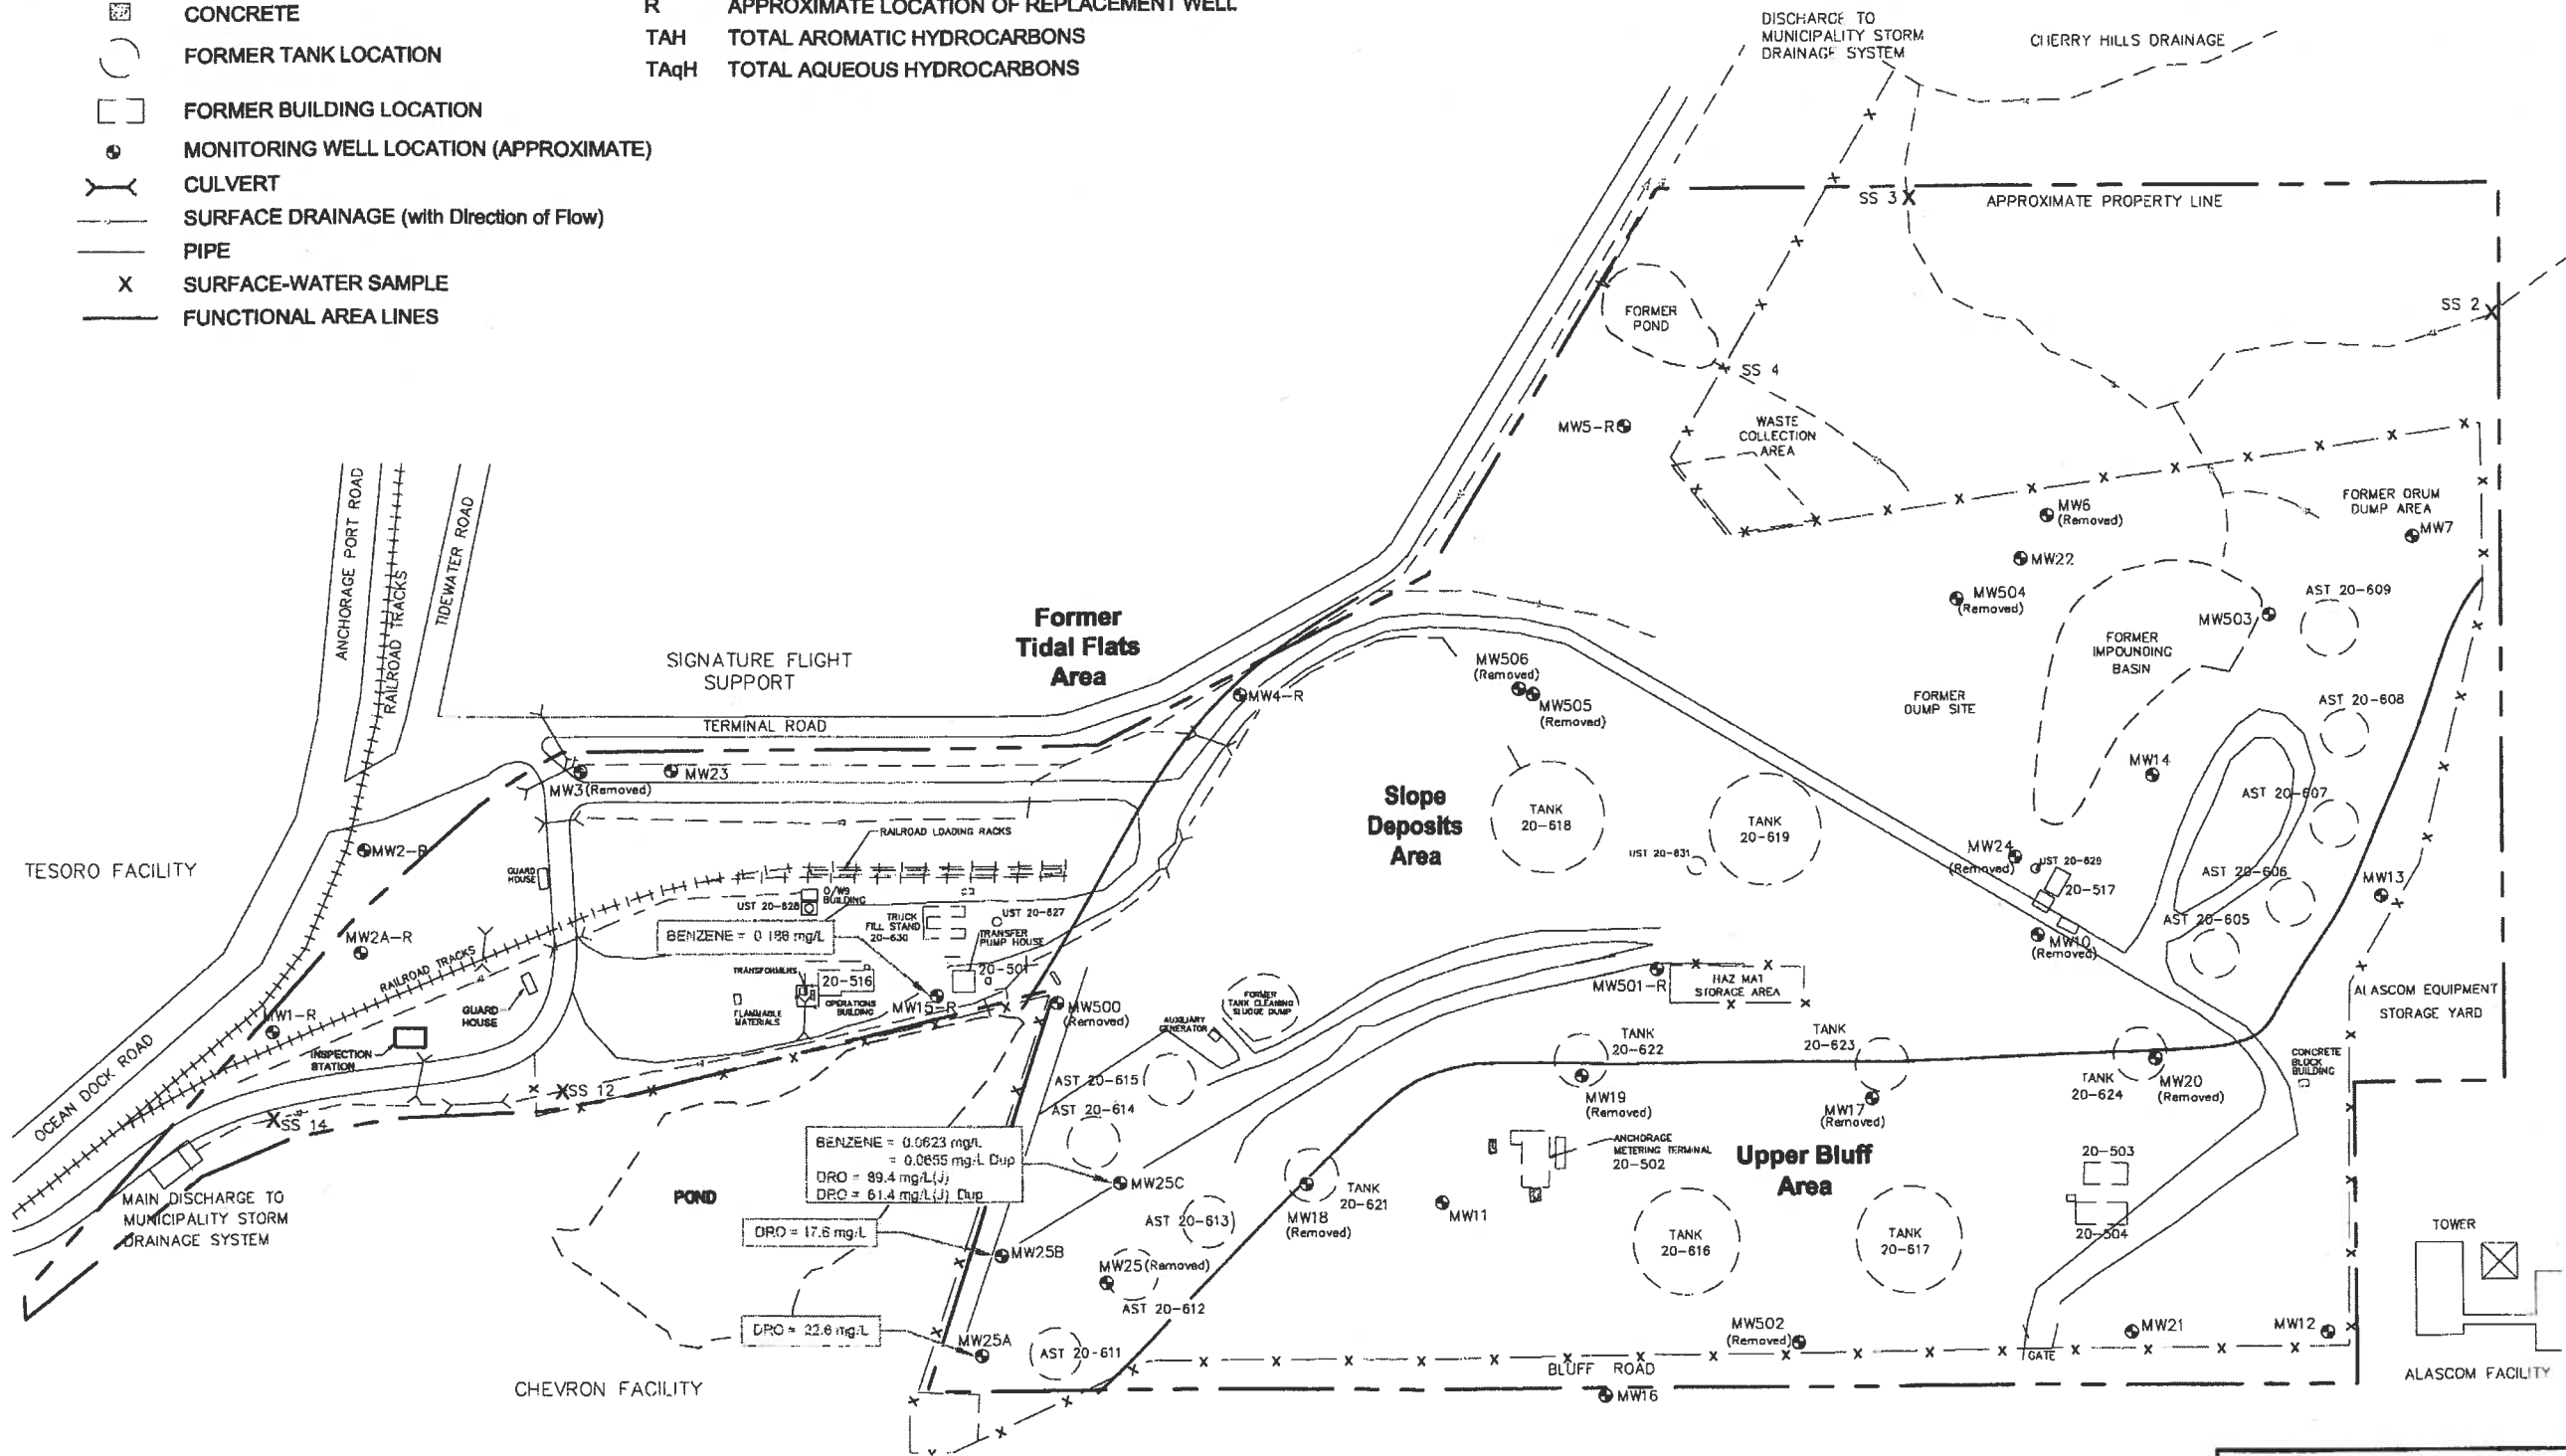 CONCRETE
FORMER TANK LOCATION
FORMER BUILDING LOCATION
MONITORING WELL LOCATION (APPROXIMATE)
CULVERT
SURFACE DRAINAGE (with Direction of Flow)
PIPE
X SURFACE-WATER SAMPLE
FUNCTIONAL AREA LINES
R APPROXIMATE LOCATION OF REPLACEMENT WELL
TAH TOTAL AROMATIC HYDROCARBONS
TAqH TOTAL AQUEOUS HYDROCARBONS
DISCHARGE TO
MUNICIPALITY STORM
DRAINAGE SYSTEM
CHERRY HILLS DRAINAGE
SS 3
APPROXIMATE PROPERTY LINE
SS 2
FORMER
POND
SS 4
MW5-R
WASTE
COLLECTION
AREA
MW6
(Removed)
FORMER DRUM
DUMP AREA
MW7
MW22
MW504
(Removed)
AST 20-609
MW503
FORMER
IMPOUNDING
BASIN
FORMER
DUMP SITE
AST 20-608
MW14
AST 20-607
ANCHORAGE PORT ROAD
RAILROAD TRACKS
TIDEWATER ROAD
Former
Tidal Flats
Area
SIGNATURE FLIGHT
SUPPORT
TERMINAL ROAD
MW4-R
MW506
(Removed)
MW505
(Removed)
MW23
MW3(Removed)
Slope
Deposits
Area
TANK
20-618
TANK
20-619
UST 20-631
MW24
(Removed)
UST 20-629
20-517
AST 20-606
MW13
AST 20-605
MW10
(Removed)
TESORO FACILITY
MW2-R
RAILROAD LOADING RACKS
GUARD
HOUSE
O/WS
BUILDING
UST 20-628
TRUCK
FILL STAND
20-630
UST 20-627
TRANSFER
PUMP HOUSE
BENZENE = 0.188 mg/L
MW2A-R
RAILROAD TRACKS
TRANSFORMERS
20-516
20-501
OPERATIONS
BUILDING
FLAMMABLE
MATERIALS
MW15-R
MW500
(Removed)
FORMER
TANK CLEANING
SLUDGE DUMP
AUXILIARY
GENERATOR
MW501-R
HAZ MAT
STORAGE AREA
ALASCOM EQUIPMENT
STORAGE YARD
MW1-R
GUARD
HOUSE
INSPECTION
STATION
OCEAN DOCK ROAD
SS 12
SS 14
AST 20-615
AST 20-614
TANK
20-622
TANK
20-623
MW19
(Removed)
MW17
(Removed)
TANK
20-624
MW20
(Removed)
CONCRETE
BLOCK
BUILDING
BENZENE = 0.0623 mg/L
= 0.0655 mg/L Dup
DRO = 89.4 mg/L(J)
DRO = 61.4 mg/L(J) Dup
ANCHORAGE
METERING TERMINAL
20-502
Upper Bluff
Area
20-503
20-504
MAIN DISCHARGE TO
MUNICIPALITY STORM
DRAINAGE SYSTEM
POND
MW25C
DRO = 17.6 mg/L
MW25B
AST 20-613
MW18
(Removed)
TANK
20-621
MW11
TANK
20-616
TANK
20-617
TOWER
MW25(Removed)
AST 20-612
DRO = 22.6 mg/L
MW25A
AST 20-611
MW502
(Removed)
GATE
MW21
MW12
BLUFF ROAD
MW16
CHEVRON FACILITY
ALASCOM FACILITY